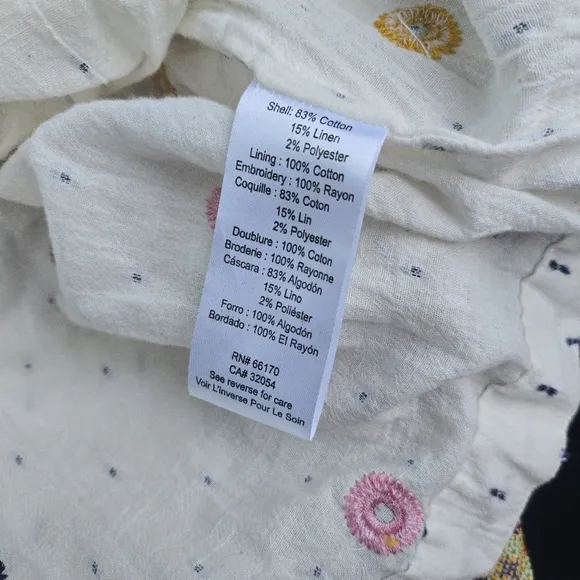 Shell: 83% Cotton
15% Linen
2% Polyester
Lining : 100% Cotton
Embroidery : 100% Rayon
Coquille : 83% Coton
15% Lin
2% Polyester
Doublure : 100% Coton
Broderie : 100% Rayonne
Cáscara : 83% Algodón
15% Lino
2% Poliéster
Forro : 100% Algodón
Bordado : 100% El Rayón
RN# 66170
CA# 32054
See reverse for care
Voir L'inverse Pour Le Soin